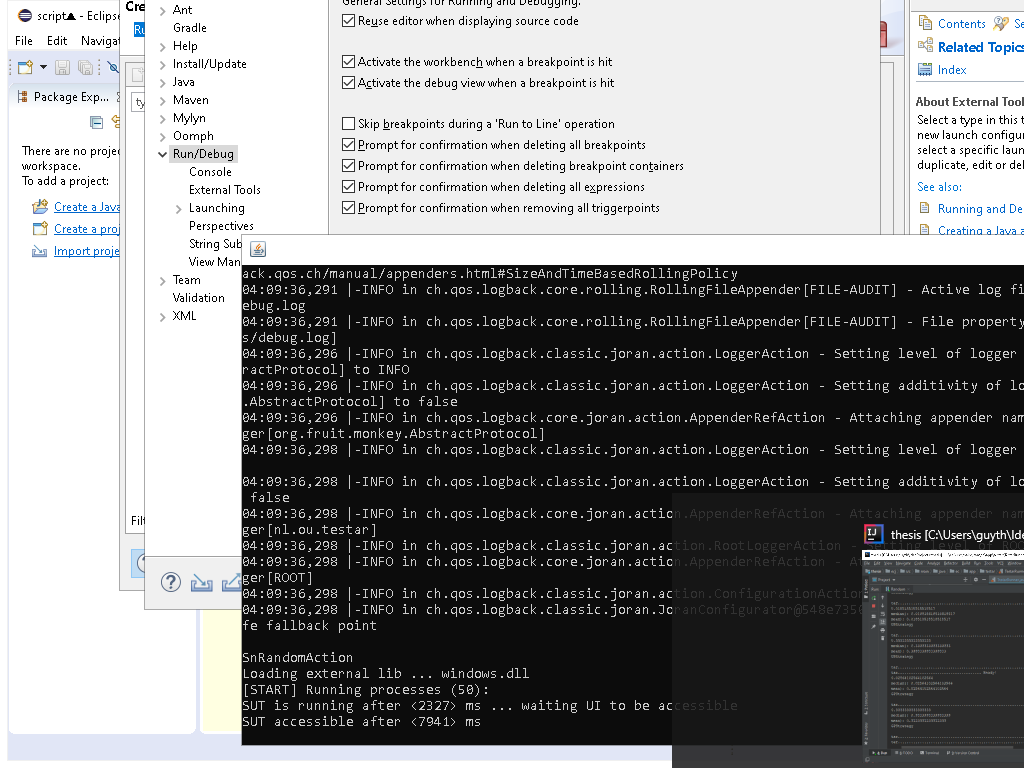 script▲ - Eclipse
File Edit Navigat
Package Exp...
There are no proje
workspace.
To add a project:
Create a Java
Create a proj
Import proje
Cre
Ru
ty
Filt
Ant
Gradle
Help
Install/Update
Java
Maven
Mylyn
Oomph
Run/Debug
Console
External Tools
Launching
Perspectives
String Sub
View Man
Team
Validation
XML
General Settings for Running and Debugging.
Reuse editor when displaying source code
Activate the workbench when a breakpoint is hit
Activate the debug view when a breakpoint is hit
Skip breakpoints during a 'Run to Line' operation
Prompt for confirmation when deleting all breakpoints
Prompt for confirmation when deleting breakpoint containers
Prompt for confirmation when deleting all expressions
Prompt for confirmation when removing all triggerpoints
Contents Se
Related Topics
Index
About External Tool
Select a type in this t
new launch configur
select a specific laun
duplicate, edit or del
See also:
Running and De
Creating a Java a
ack.qos.ch/manual/appenders.html#SizeAndTimeBasedRollingPolicy
04:09:36,291 |-INFO in ch.qos.logback.core.rolling.RollingFileAppender[FILE-AUDIT] - Active log fi
ebug.log
04:09:36,291 |-INFO in ch.qos.logback.core.rolling.RollingFileAppender[FILE-AUDIT] - File property
s/debug.log]
04:09:36,296 |-INFO in ch.qos.logback.classic.joran.action.LoggerAction - Setting level of logger
ractProtocol] to INFO
04:09:36,296 |-INFO in ch.qos.logback.classic.joran.action.LoggerAction - Setting additivity of lo
.AbstractProtocol] to false
04:09:36,296 |-INFO in ch.qos.logback.core.joran.action.AppenderRefAction - Attaching appender nam
ger[org.fruit.monkey.AbstractProtocol]
04:09:36,298 |-INFO in ch.qos.logback.classic.joran.action.LoggerAction - Setting level of logger
04:09:36,298 |-INFO in ch.qos.logback.classic.joran.action.LoggerAction - Setting additivity of lo
false
04:09:36,298 |-INFO in ch.qos.logback.core.joran.action.AppenderRefAction - Attaching appender nam
ger[nl.ou.testar]
04:09:36,298 |-INFO in ch.qos.logback.classic.joran.action.RootLoggerAction - Setting level
04:09:36,298 |-INFO in ch.qos.logback.core.joran.action.AppenderRefAction - Attaching
ger[ROOT]
04:09:36,298 |-INFO in ch.qos.logback.classic.joran.action.ConfigurationAction
04:09:36,298 |-INFO in ch.qos.logback.classic.joran.JoranConfigurator@548e7350
fe fallback point
SnRandomAction
Loading external lib ... windows.dll
[START] Running processes (50):
SUT is running after <2327> ms ... waiting UI to be accessible
SUT accessible after <7941> ms
thesis [C:\Users\guyth\Ide